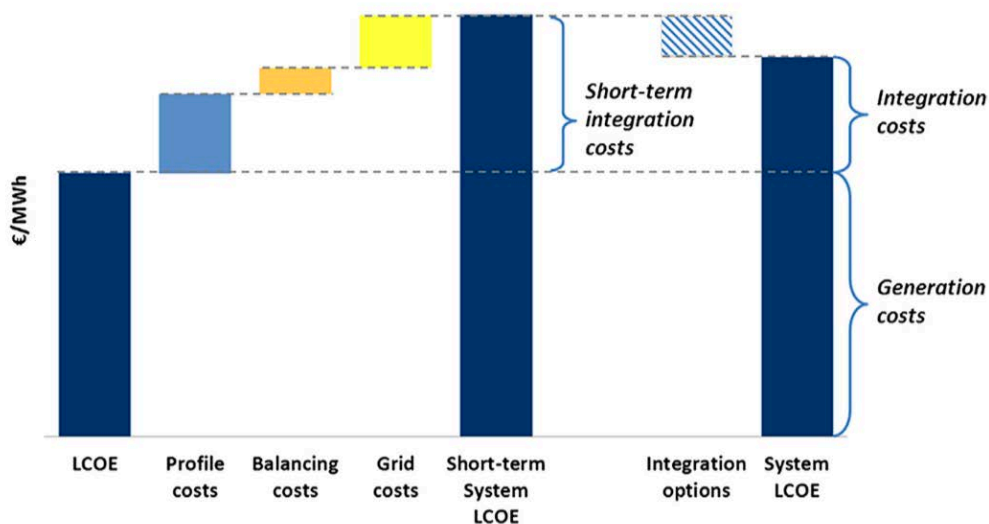 €/MWh
Short-term
integration
costs
Integration
costs
Generation
costs
LCOE
Profile
costs
Balancing
costs
Grid
costs
Short-term
System
LCOE
Integration
options
System
LCOE